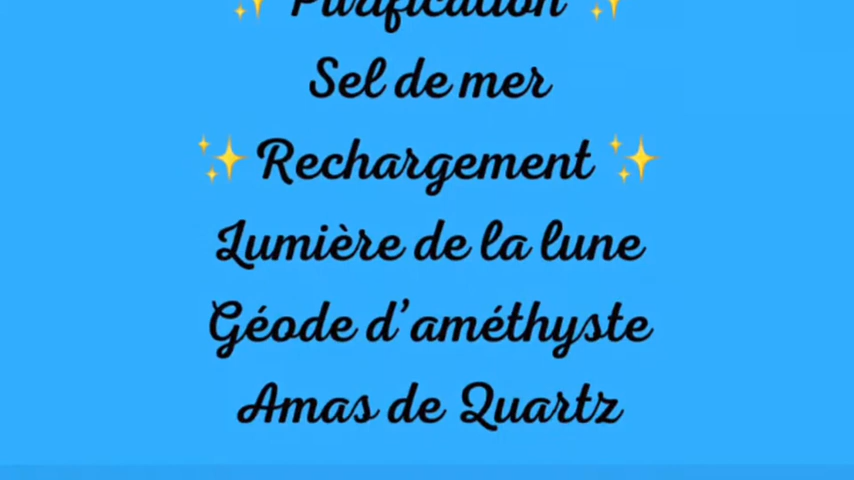 ✨ Purification ✨
Sel de mer
✨ Rechargement ✨
Lumière de la lune
Géode d’améthyste
Amas de Quartz